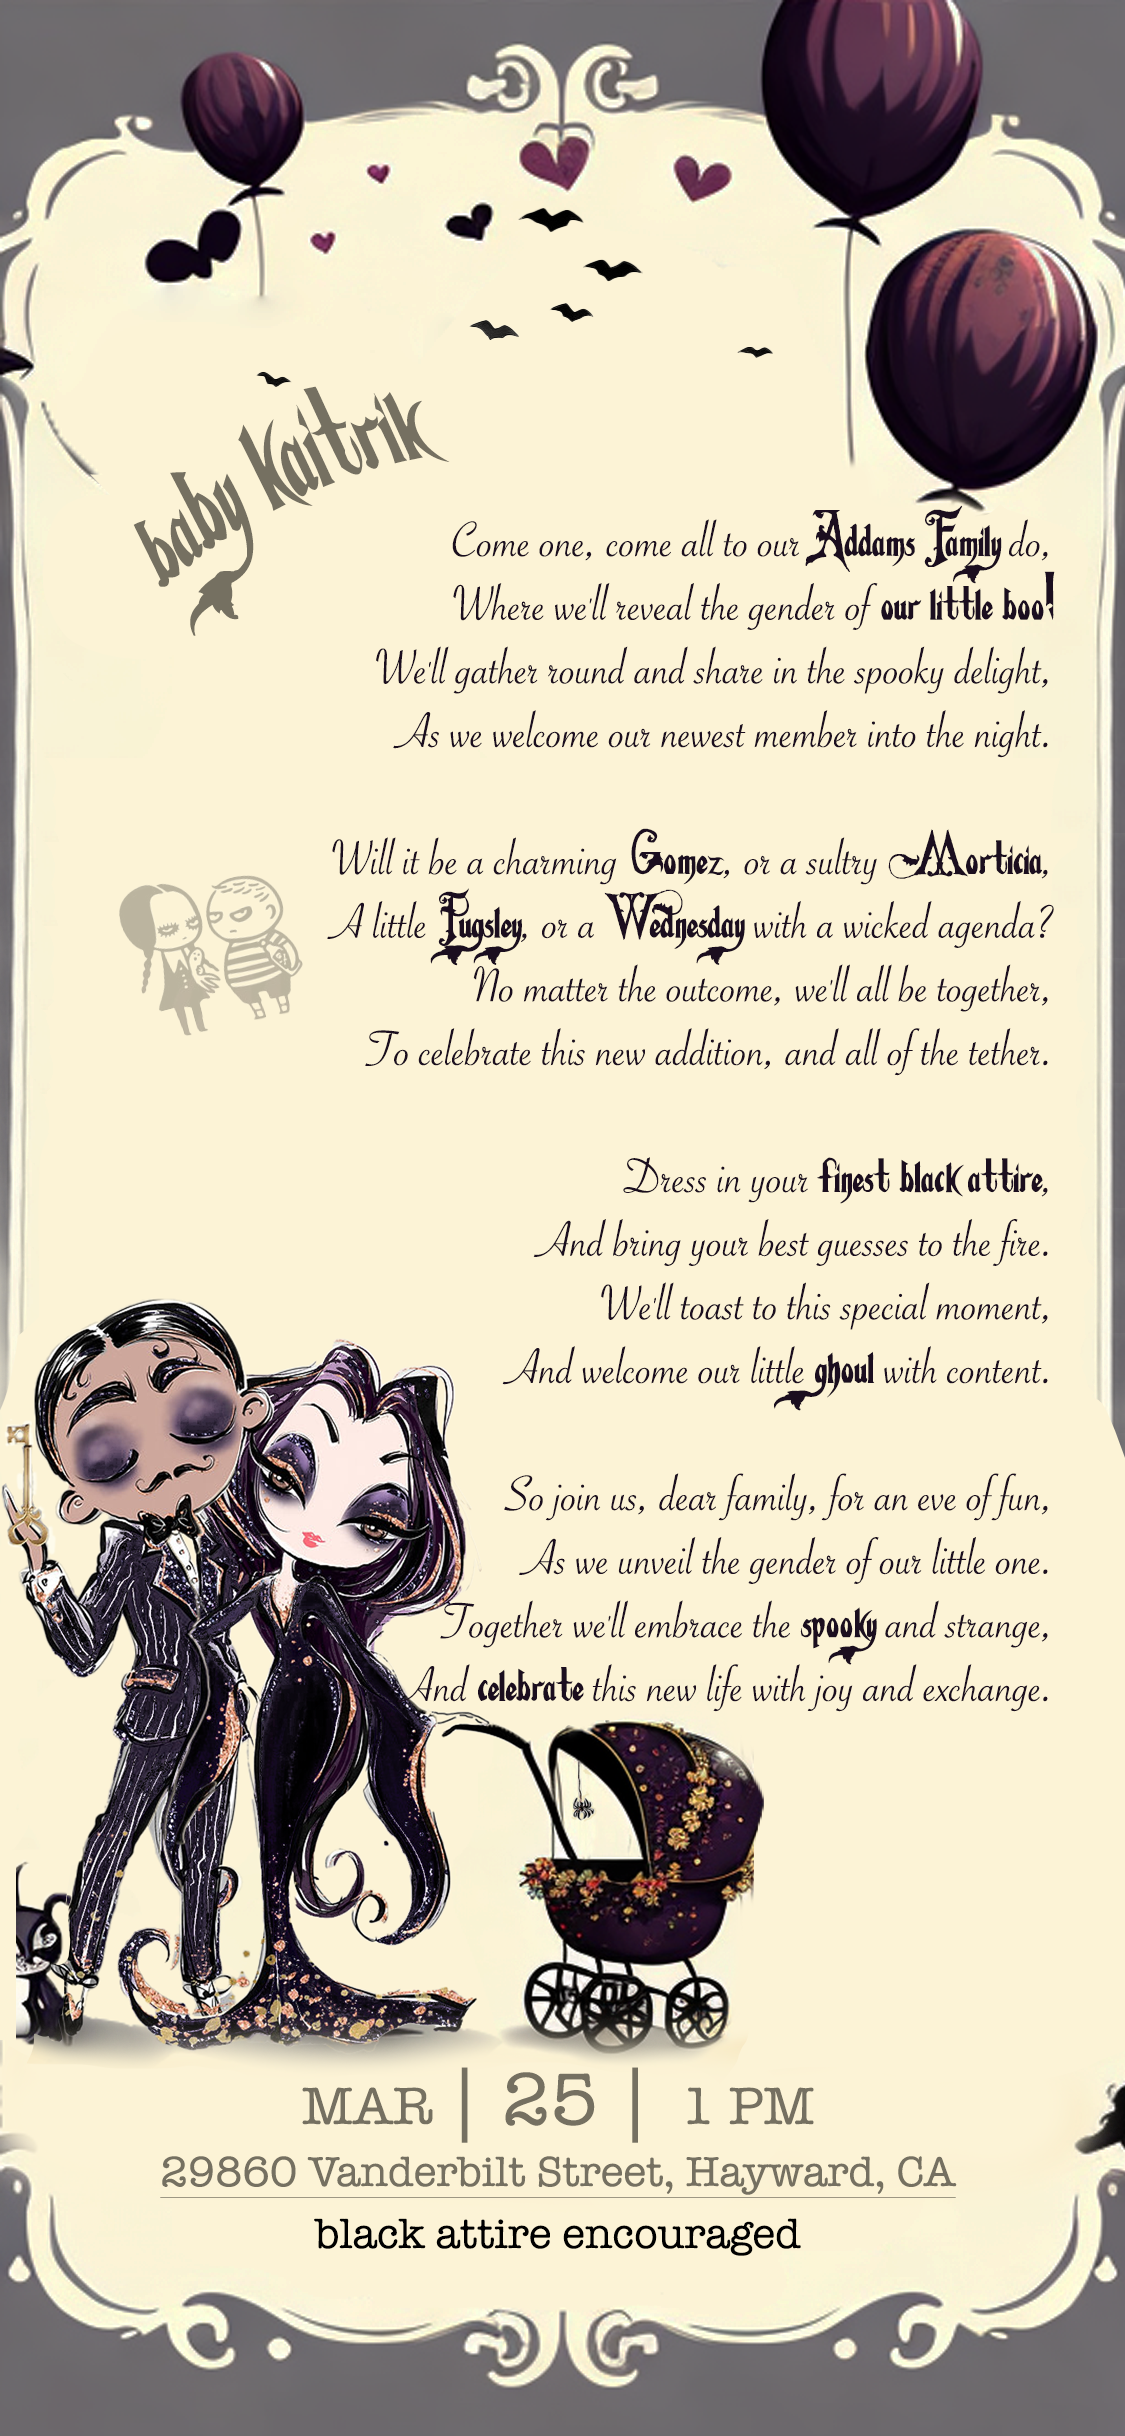 baby Kaitrik
Come one, come all to our Addams Family do,
Where we'll reveal the gender of our little boo!
We'll gather round and share in the spooky delight,
As we welcome our newest member into the night.
Will it be a charming Gomez, or a sultry Morticia,
A little Pugsley, or a Wednesday with a wicked agenda?
No matter the outcome, we'll all be together,
To celebrate this new addition, and all of the tether.
Dress in your finest black attire,
And bring your best guesses to the fire.
We'll toast to this special moment,
And welcome our little ghoul with content.
So join us, dear family, for an eve of fun,
As we unveil the gender of our little one.
Together we'll embrace the spooky and strange,
And celebrate this new life with joy and exchange.
MAR | 25 | 1 PM
29860 Vanderbilt Street, Hayward, CA
black attire encouraged